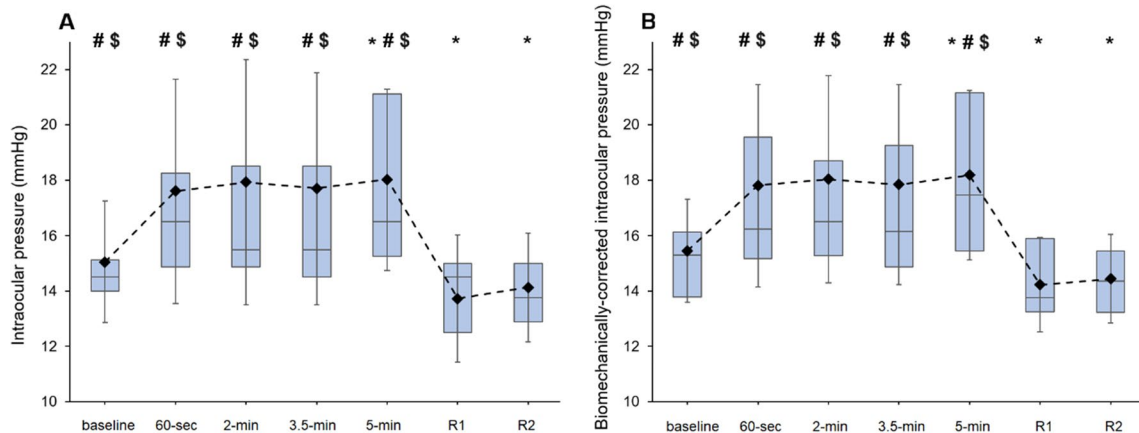 A
# $ # $ # $ # $ * # $ * *
Intraocular pressure (mmHg)
22
20
18
16
14
12
10
baseline 60-sec 2-min 3.5-min 5-min R1 R2
B
# $ # $ # $ # $ * # $ * *
Biomechanically-corrected intraocular pressure (mmHg)
22
20
18
16
14
12
10
baseline 60-sec 2-min 3.5-min 5-min R1 R2